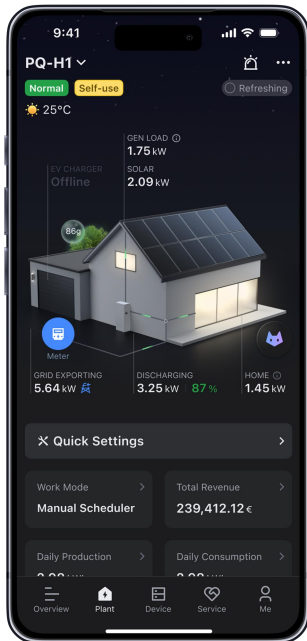 9:41
PQ-H1
Normal Self-use Refreshing
25°C
GEN LOAD
1.75 kW
EV CHARGER SOLAR
Offline 2.09 kW
86g
Meter
GRID EXPORTING DISCHARGING HOME
5.64 kW 3.25 kW 87 % 1.45 kW
Quick Settings
Work Mode Total Revenue
Manual Scheduler 239,412.12 €
Daily Production Daily Consumption
Overview Plant Device Service Me